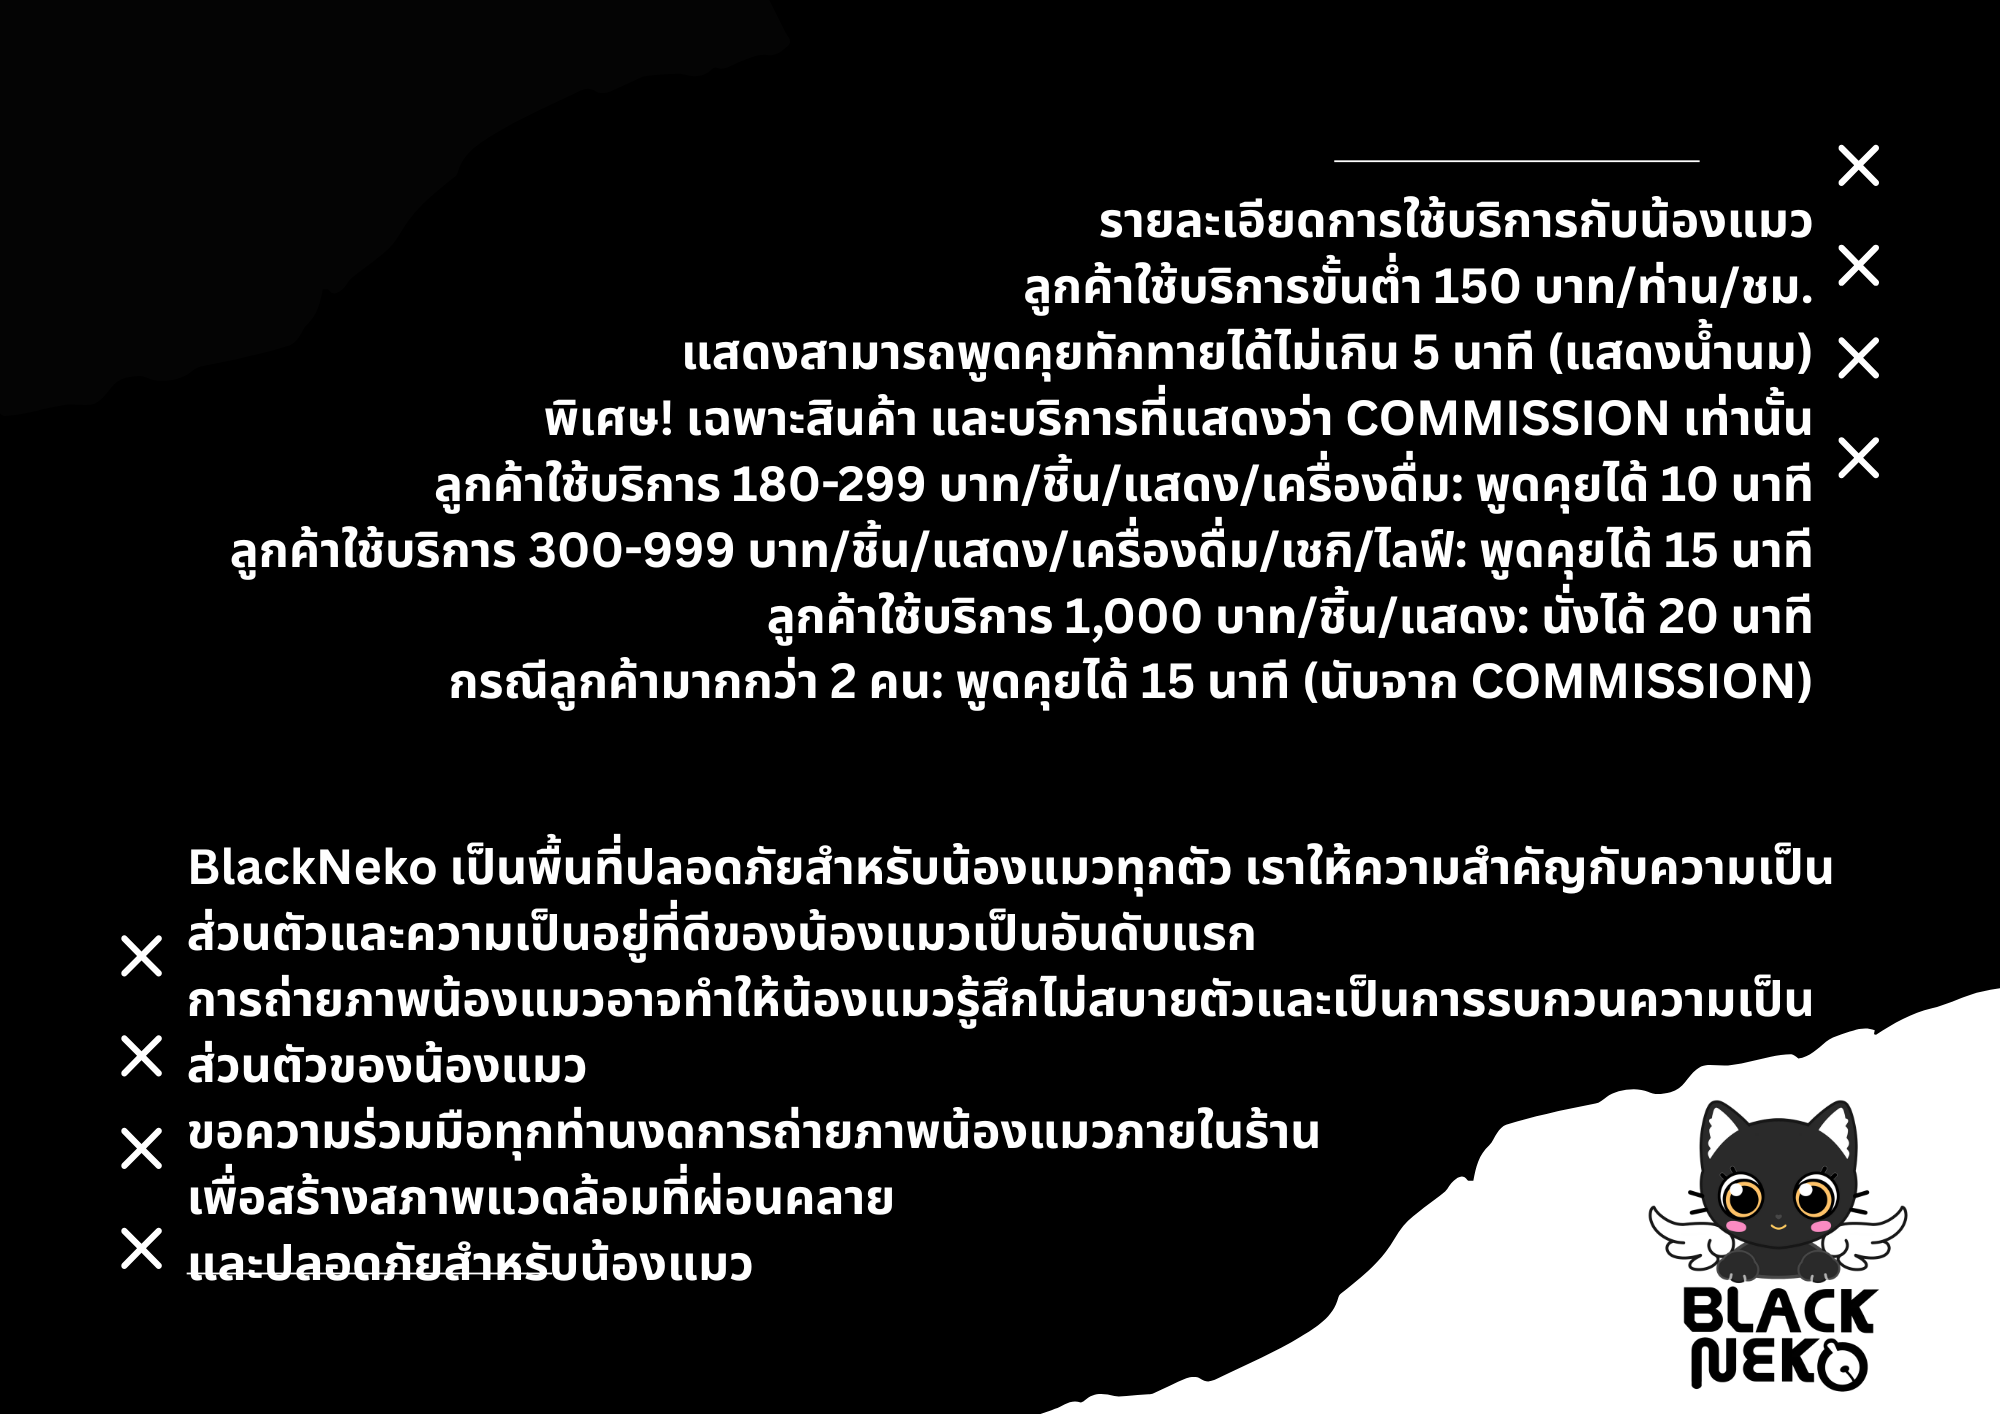 รายละเอียดการใช้บริการกับน้องแมว
ลูกค้าใช้บริการขั้นต่ำ 150 บาท/ท่าน/ชม.
แสดงสามารถพูดคุยทักทายได้ไม่เกิน 5 นาที (แสดงน้ำนม)
พิเศษ! เฉพาะสินค้า และบริการที่แสดงว่า COMMISSION เท่านั้น
ลูกค้าใช้บริการ 180-299 บาท/ชิ้น/แสดง/เครื่องดื่ม: พูดคุยได้ 10 นาที
ลูกค้าใช้บริการ 300-999 บาท/ชิ้น/แสดง/เครื่องดื่ม/เชกิ/ไลฟ์: พูดคุยได้ 15 นาที
ลูกค้าใช้บริการ 1,000 บาท/ชิ้น/แสดง: นั่งได้ 20 นาที
กรณีลูกค้ามากกว่า 2 คน: พูดคุยได้ 15 นาที (นับจาก COMMISSION)
BlackNeko เป็นพื้นที่ปลอดภัยสำหรับน้องแมวทุกตัว เราให้ความสำคัญกับความเป็น
ส่วนตัวและความเป็นอยู่ที่ดีของน้องแมวเป็นอันดับแรก
การถ่ายภาพน้องแมวอาจทำให้น้องแมวรู้สึกไม่สบายตัวและเป็นการรบกวนความเป็น
ส่วนตัวของน้องแมว
ขอความร่วมมือทุกท่านงดการถ่ายภาพน้องแมวภายในร้าน
เพื่อสร้างสภาพแวดล้อมที่ผ่อนคลาย
และปลอดภัยสำหรับน้องแมว
BLACK
NEKO